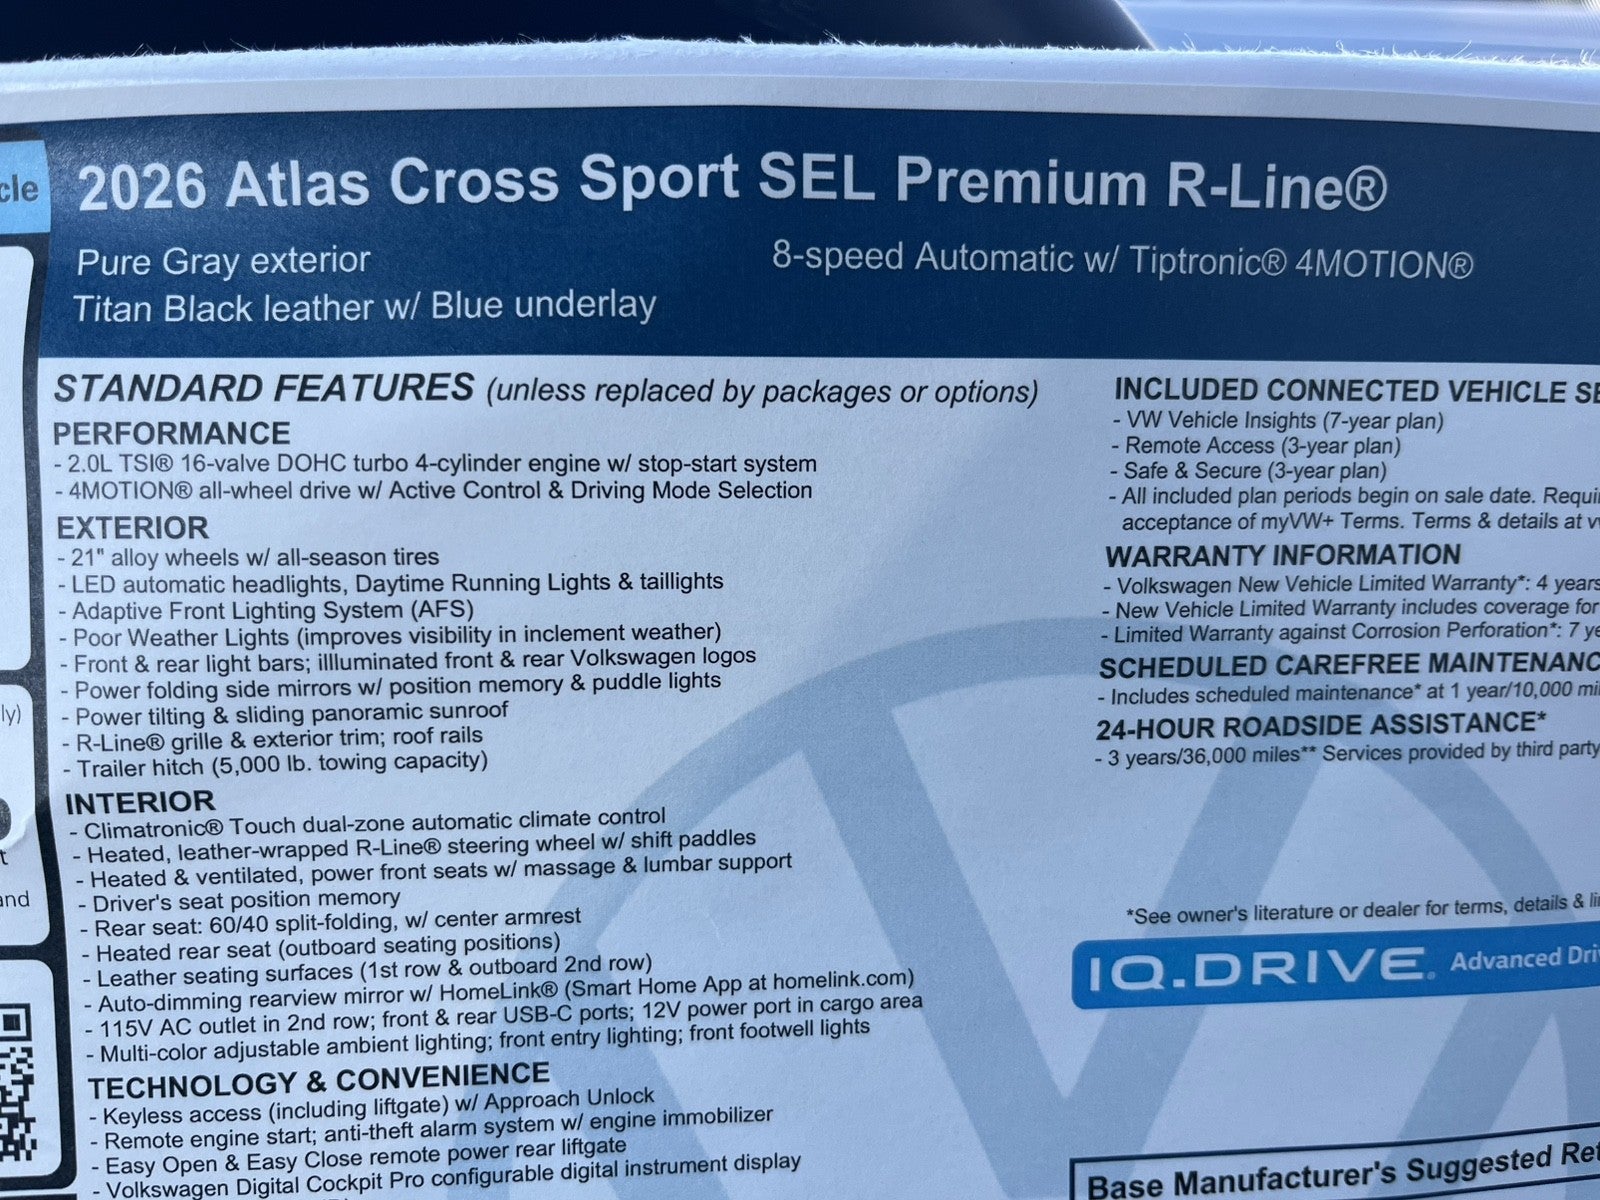 cle
2026 Atlas Cross Sport SEL Premium R-Line®
Pure Gray exterior
8-speed Automatic w/ Tiptronic® 4MOTION®
Titan Black leather w/ Blue underlay
STANDARD FEATURES (unless replaced by packages or options)
PERFORMANCE
- 2.0L TSI® 16-valve DOHC turbo 4-cylinder engine w/ stop-start system
- 4MOTION® all-wheel drive w/ Active Control & Driving Mode Selection
EXTERIOR
- 21" alloy wheels w/ all-season tires
- LED automatic headlights, Daytime Running Lights & taillights
- Adaptive Front Lighting System (AFS)
- Poor Weather Lights (improves visibility in inclement weather)
- Front & rear light bars; illluminated front & rear Volkswagen logos
- Power folding side mirrors w/ position memory & puddle lights
- Power tilting & sliding panoramic sunroof
- R-Line® grille & exterior trim; roof rails
- Trailer hitch (5,000 lb. towing capacity)
INTERIOR
- Climatronic® Touch dual-zone automatic climate control
- Heated, leather-wrapped R-Line® steering wheel w/ shift paddles
- Heated & ventilated, power front seats w/ massage & lumbar support
- Driver's seat position memory
- Rear seat: 60/40 split-folding, w/ center armrest
- Heated rear seat (outboard seating positions)
- Leather seating surfaces (1st row & outboard 2nd row)
- Auto-dimming rearview mirror w/ HomeLink® (Smart Home App at homelink.com)
- 115V AC outlet in 2nd row; front & rear USB-C ports; 12V power port in cargo area
- Multi-color adjustable ambient lighting; front entry lighting; front footwell lights
TECHNOLOGY & CONVENIENCE
- Keyless access (including liftgate) w/ Approach Unlock
- Remote engine start; anti-theft alarm system w/ engine immobilizer
- Easy Open & Easy Close remote power rear liftgate
- Volkswagen Digital Cockpit Pro configurable digital instrument display
INCLUDED CONNECTED VEHICLE SE
- VW Vehicle Insights (7-year plan)
- Remote Access (3-year plan)
- Safe & Secure (3-year plan)
- All included plan periods begin on sale date. Requi
acceptance of myVW+ Terms. Terms & details at v
WARRANTY INFORMATION
- Volkswagen New Vehicle Limited Warranty*: 4 years
- New Vehicle Limited Warranty includes coverage for
- Limited Warranty against Corrosion Perforation*: 7 ye
SCHEDULED CAREFREE MAINTENANC
- Includes scheduled maintenance* at 1 year/10,000 mi
24-HOUR ROADSIDE ASSISTANCE*
- 3 years/36,000 miles** Services provided by third party
*See owner's literature or dealer for terms, details & li
IQ.DRIVE® Advanced Dri
Base Manufacturer's Suggested Ret
ly)
and